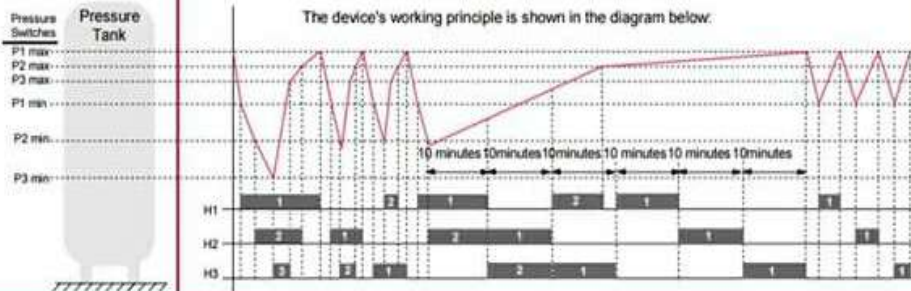 The device's working principle is shown in the diagram below:
Pressure
Switches
Pressure
Tank
P1 max
P2 max
P3 max
P1 min
P2 min
P3 min
10 minutes 10minutes 10minutes 10 minutes 10 minutes 10minutes
H1 1 2 1 2 1 1
H2 2 1 2 1 1 1
H3 3 2 1 2 1 1 1